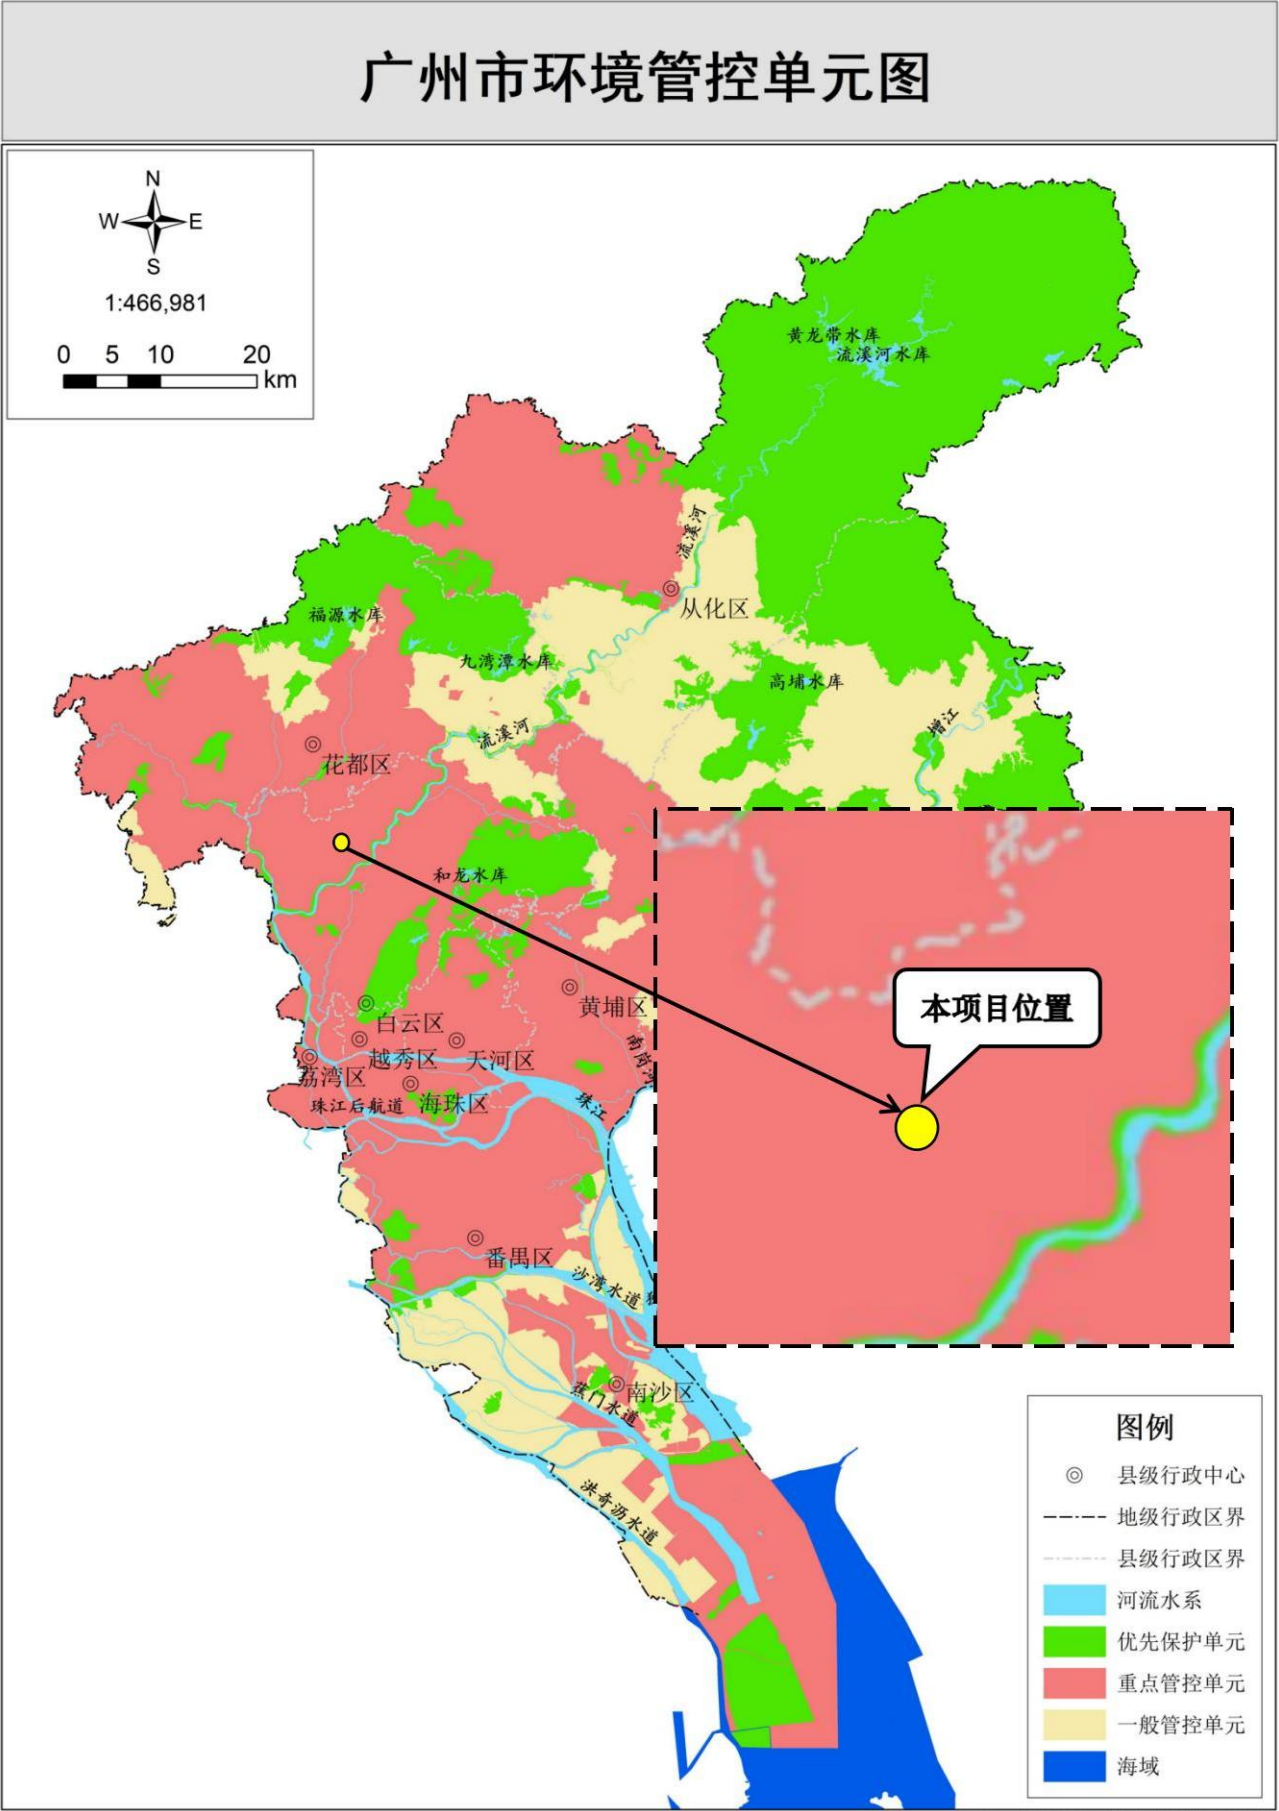 广州市环境管控单元图
N
W E
S
1:466,981
0 5 10 20
km
黄龙带水库
流溪河水库
流溪河
从化区
福源水库
九湾潭水库
高埔水库
增江
流溪河
花都区
和龙水库
本项目位置
黄埔区
白云区
南岗河
越秀区
天河区
荔湾区
珠江后航道
海珠区
珠江
番禺区
沙湾水道
南沙区
蕉门水道
洪奇沥水道
图例
县级行政中心
地级行政区界
县级行政区界
河流水系
优先保护单元
重点管控单元
一般管控单元
海域